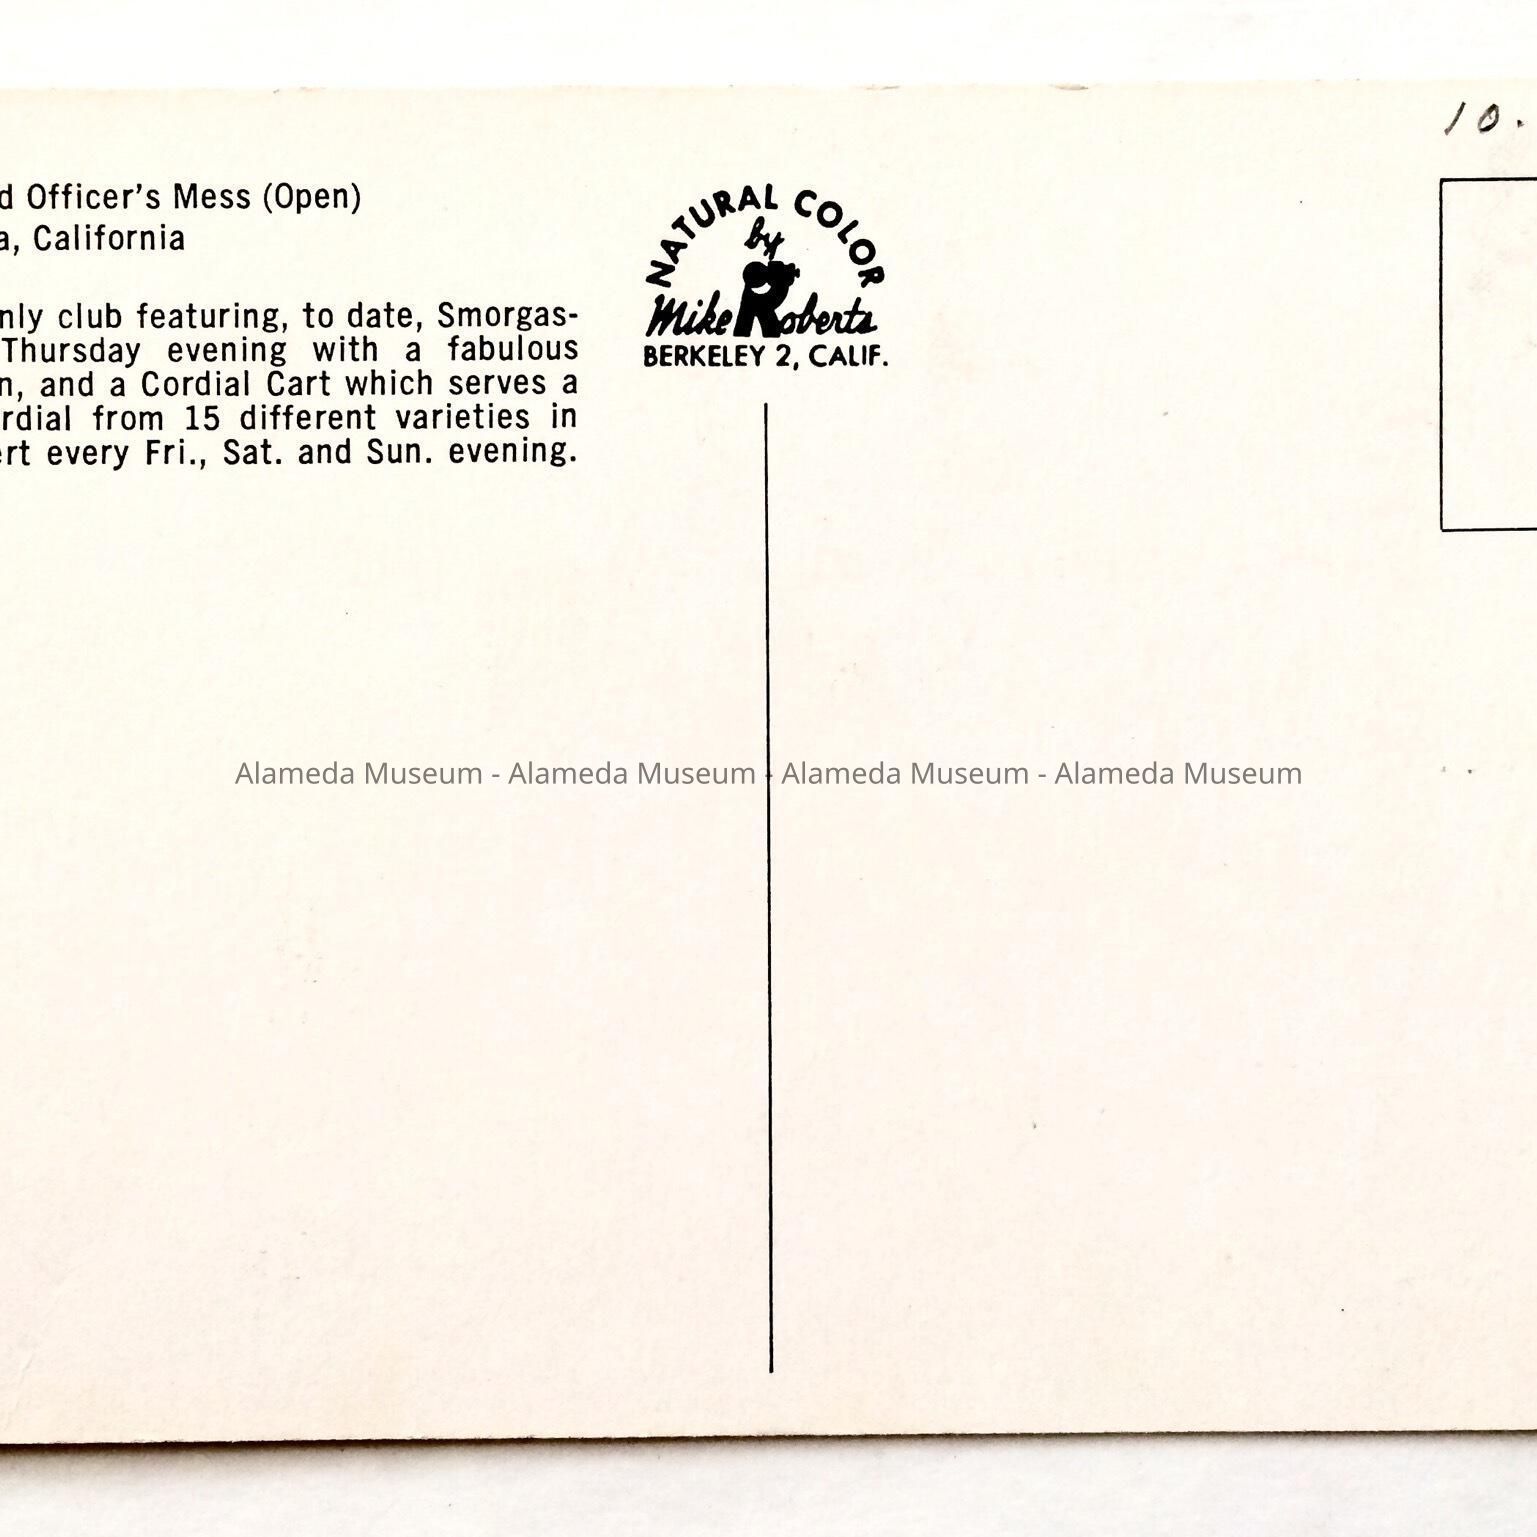 10.
d Officer's Mess (Open)
a, California
nly club featuring, to date, Smorgas-
Thursday evening with a fabulous
n, and a Cordial Cart which serves a
rdial from 15 different varieties in
ert every Fri., Sat. and Sun. evening.
NATURAL COLOR
by
Mike Roberts
BERKELEY 2, CALIF.
Alameda Museum - Alameda Museum - Alameda Museum - Alameda Museum